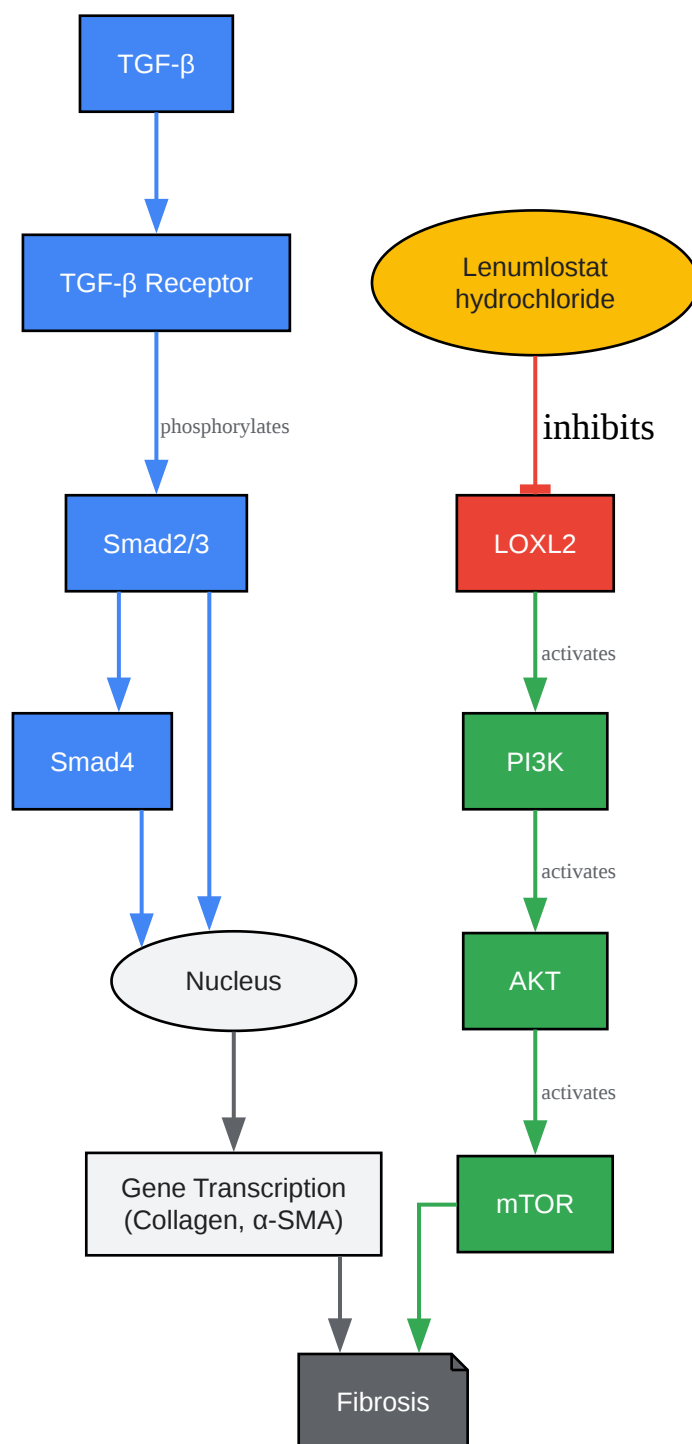 TGF-β
TGF-β Receptor
Lenumlostat
hydrochloride
phosphorylates
inhibits
Smad2/3
LOXL2
activates
Smad4
PI3K
activates
Nucleus
AKT
activates
Gene Transcription
(Collagen, α-SMA)
mTOR
Fibrosis